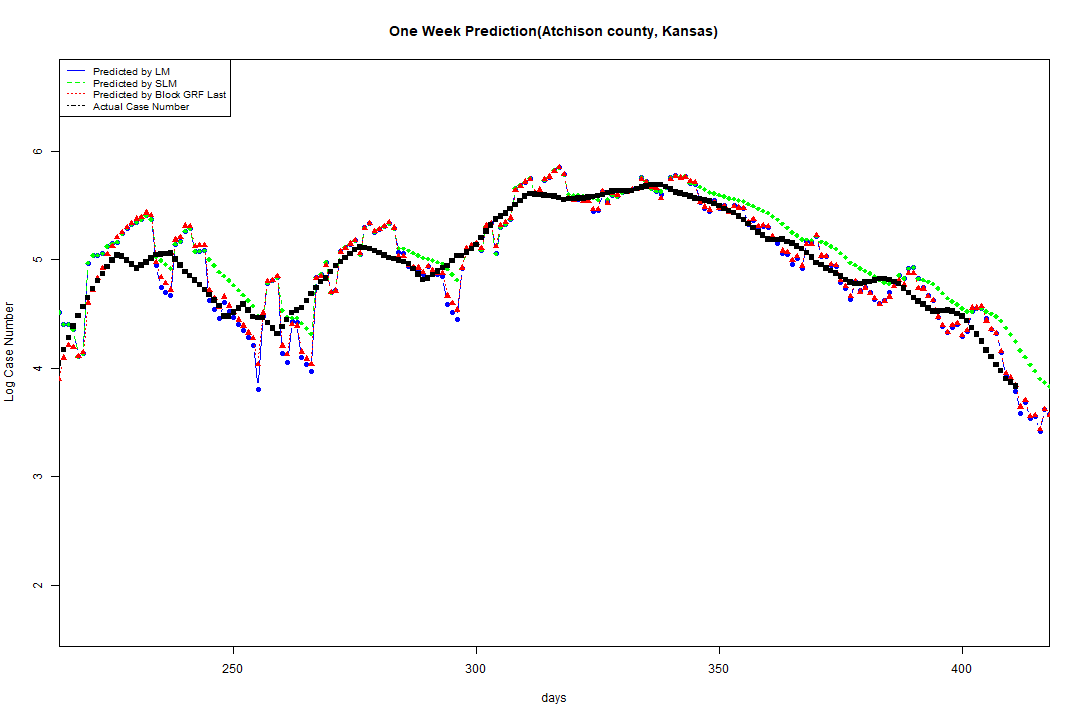 One Week Prediction(Atchison county, Kansas)
Predicted by LM
Predicted by SLM
Predicted by Block GRF Last
Actual Case Number
6
5
4
3
2
Log Case Number
250
300
350
400
days